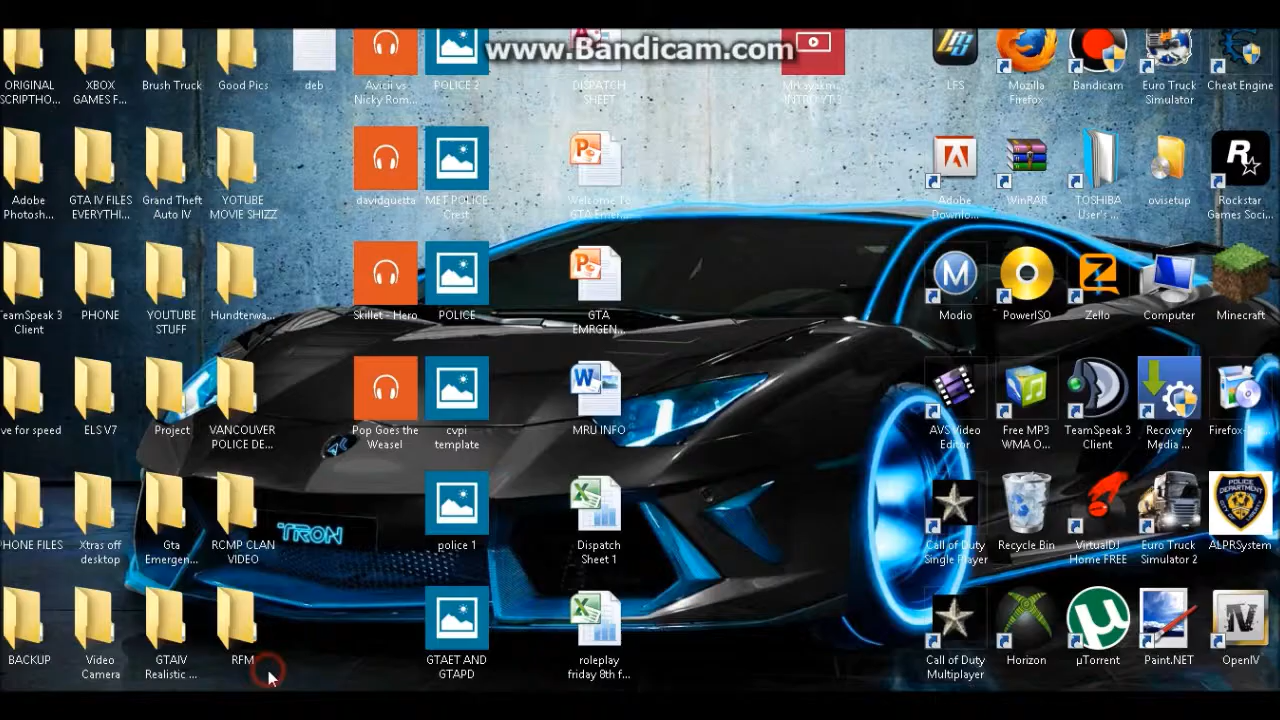 www.Bandicam.com
ORIGINAL
SCRIPTHO...
XBOX
GAMES F...
Brush Truck
Good Pics
deb
Avicii vs
Nicky Rom...
POLICE 2
DISPATCH
SHEET
LFS
Mozilla
Firefox
Bandicam
Euro Truck
Simulator
Cheat Engine
Adobe
Photosh...
GTA IV FILES
EVERYTHI...
Grand Theft
Auto IV
YOTUBE
MOVIE SHIZZ
davidguetta
MET POLICE
Crest
Welcome To
GTA Emer...
Adobe
Downlo...
WinRAR
TOSHIBA
User's ...
ovisetup
Rockstar
Games Soci...
TeamSpeak 3
Client
PHONE
YOUTUBE
STUFF
Hundterwa...
Skillet - Hero
POLICE
GTA
EMRGEN...
Modio
PowerISO
Zello
Computer
Minecraft
ve for speed
ELS V7
Project
VANCOUVER
POLICE DE...
Pop Goes the
Weasel
cvpi
template
MRU INFO
AVS Video
Editor
Free MP3
WMA O...
TeamSpeak 3
Client
Recovery
Media ...
HONE FILES
Xtras off
desktop
Gta
Emergen...
RCMP CLAN
VIDEO
TRON
police 1
Dispatch
Sheet 1
Call of Duty
Single Player
Recycle Bin
VirtualDJ
Home FREE
Euro Truck
Simulator 2
ALPRSystem
BACKUP
Video
Camera
GTAIV
Realistic ...
RFM
GTAET AND
GTAPD
roleplay
friday 8th f...
Call of Duty
Multiplayer
Horizon
µTorrent
Paint.NET
OpenIV